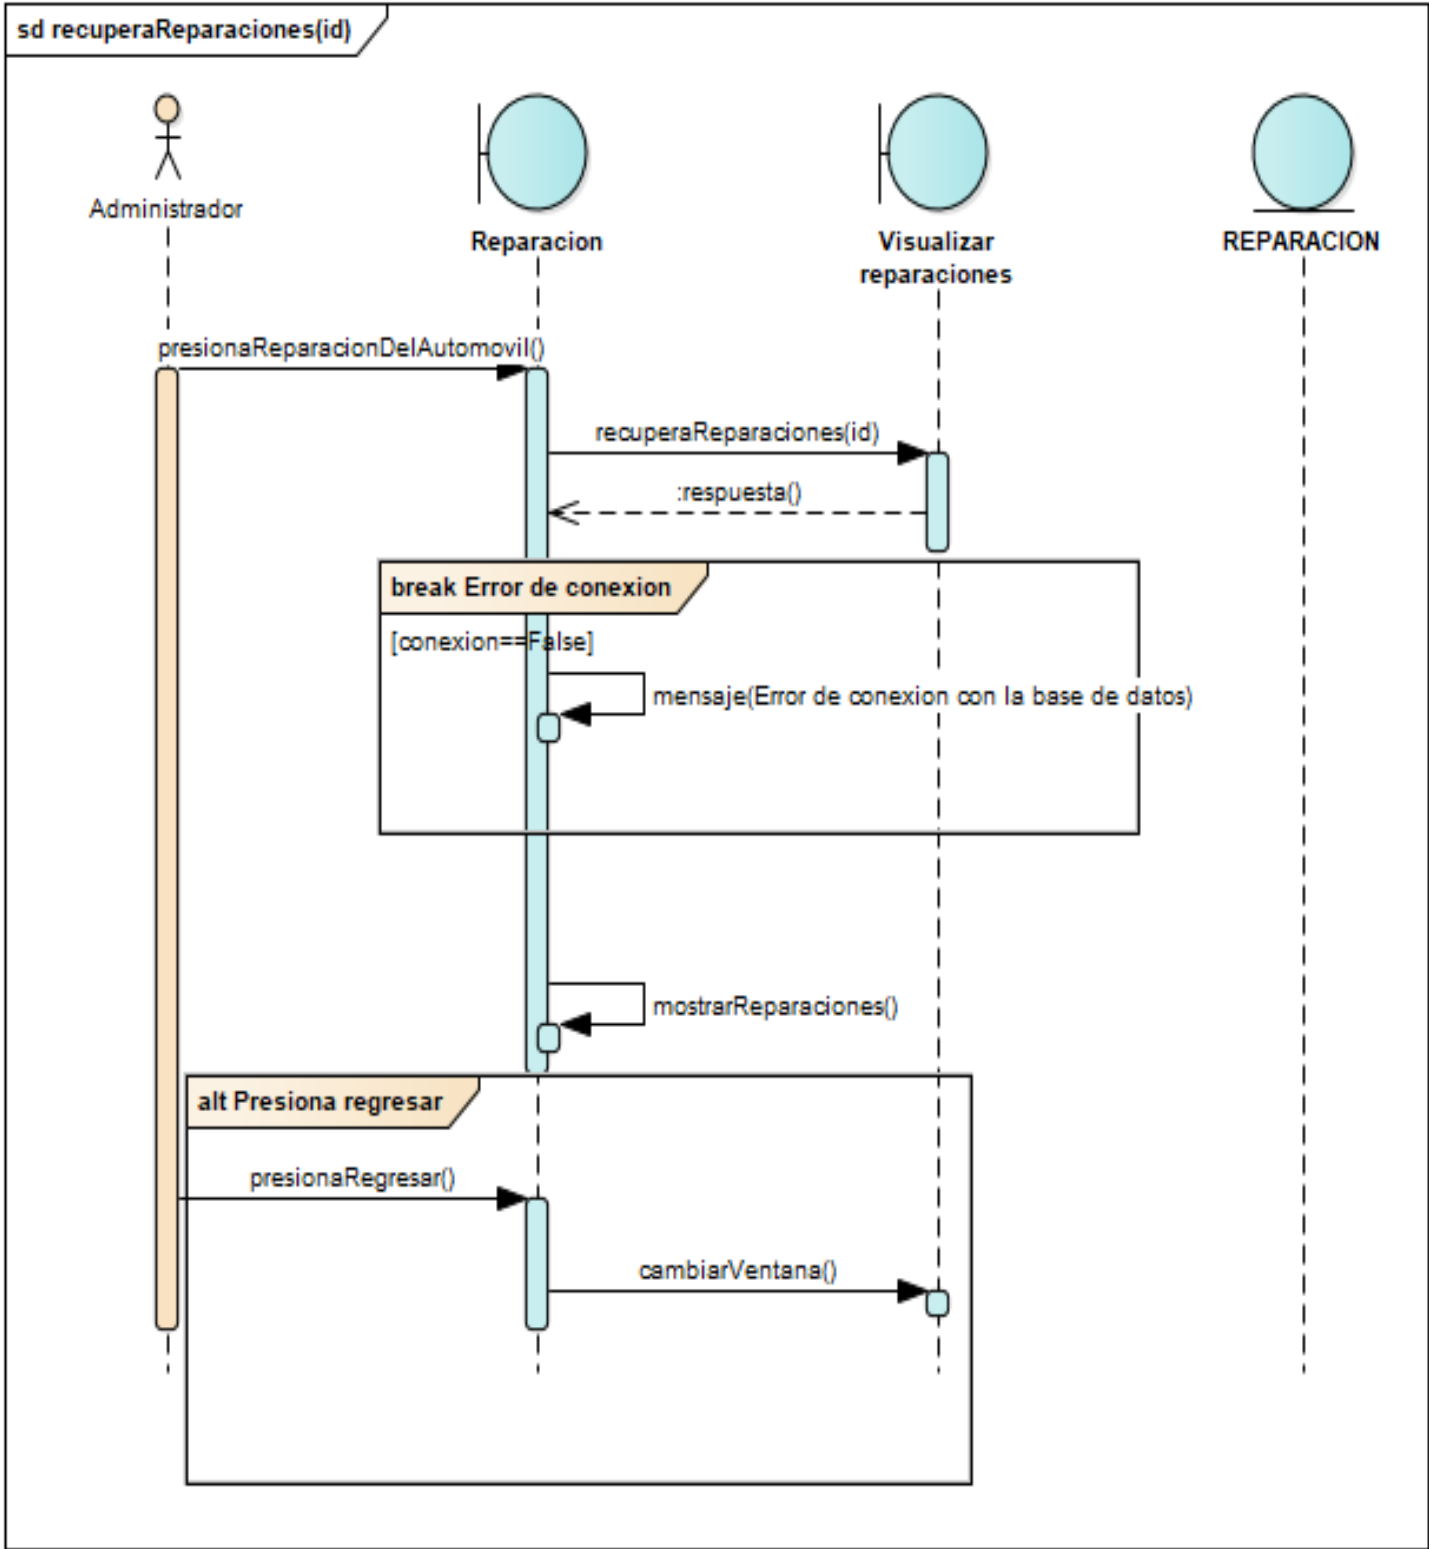 sd recuperaReparaciones(id)
Administrador
Reparacion
Visualizar
reparaciones
REPARACION
presionaReparacionDelAutomovil()
recuperaReparaciones(id)
:respuesta()
break Error de conexion
[conexion==False]
mensaje(Error de conexion con la base de datos)
mostrarReparaciones()
alt Presiona regresar
presionaRegresar()
cambiarVentana()